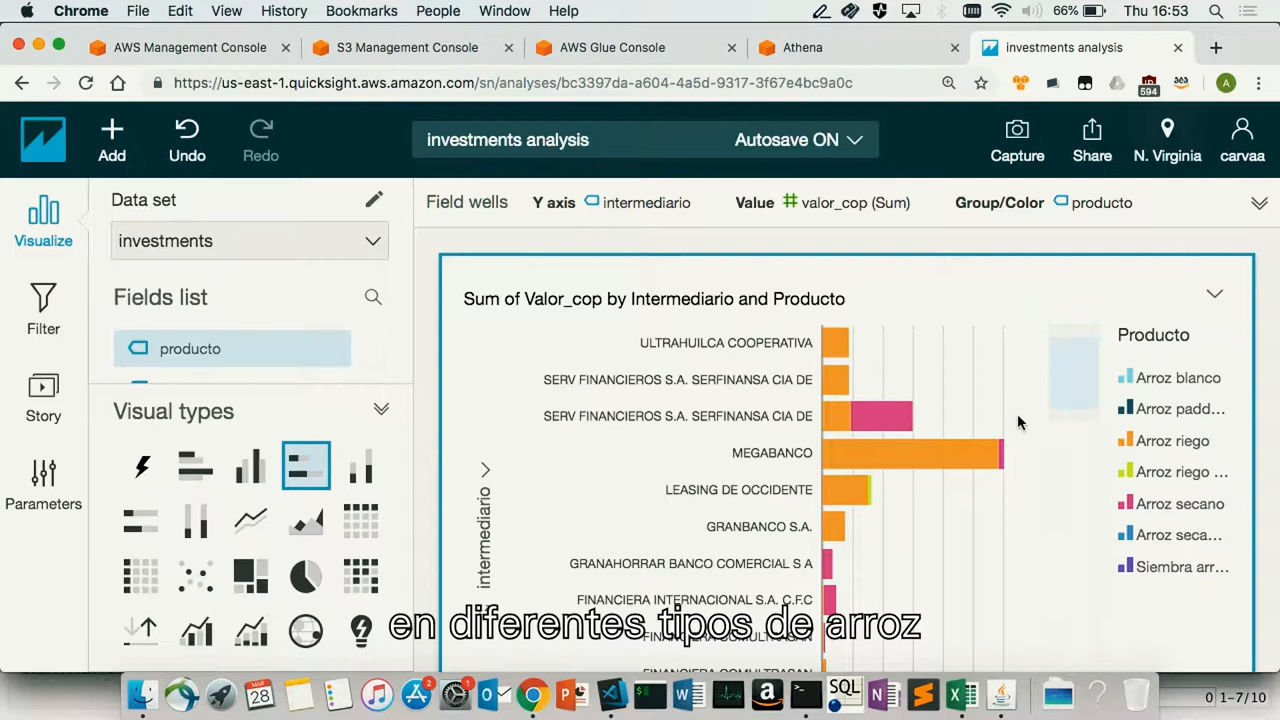 Chrome File Edit View History Bookmarks People Window Help 66% Thu 16:53
AWS Management Console
S3 Management Console
AWS Glue Console
Athena
investments analysis
https://us-east-1.quicksight.aws.amazon.com/sn/analyses/bc3397da-a604-4a5d-9317-3f67e4bc9a0c
594
A
Add
Undo
Redo
investments analysis
Autosave ON
Capture
Share
N. Virginia
carvaa
Visualize
Filter
Story
Parameters
Data set
investments
Fields list
producto
Visual types
Field wells Y axis intermediario Value valor_cop (Sum) Group/Color producto
Sum of Valor_cop by Intermediario and Producto
intermediario
ULTRAHUILCA COOPERATIVA
SERV FINANCIEROS S.A. SERFINANSA CIA DE
SERV FINANCIEROS S.A. SERFINANSA CIA DE
MEGABANCO
LEASING DE OCCIDENTE
GRANBANCO S.A.
GRANAHORRAR BANCO COMERCIAL S A
FINANCIERA INTERNACIONAL S.A. C.F.C
FINANCIERA COMULTRASAN
FINANCIERA COMULTRASAN
Producto
Arroz blanco
Arroz padd...
Arroz riego
Arroz riego ...
Arroz secano
Arroz seca...
Siembra arr...
en diferentes tipos de arroz
28
2
1
SQL
0 1-7/10